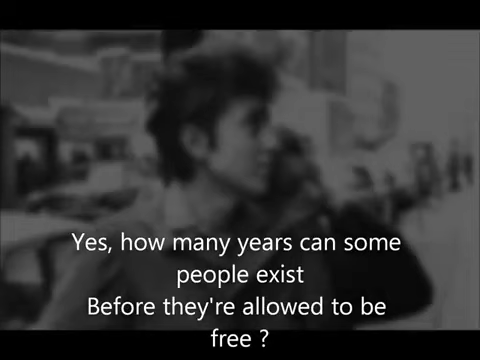 Yes, how many years can some
people exist
Before they're allowed to be
free ?